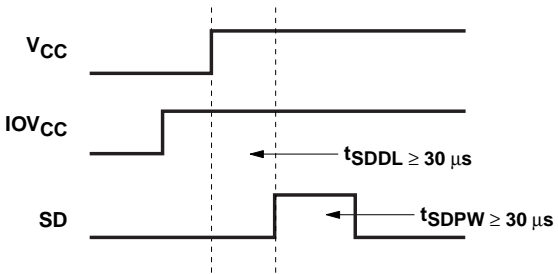 VCC
IOVCC
tSDDL ≥ 30 μs
SD
tSDPW ≥ 30 μs